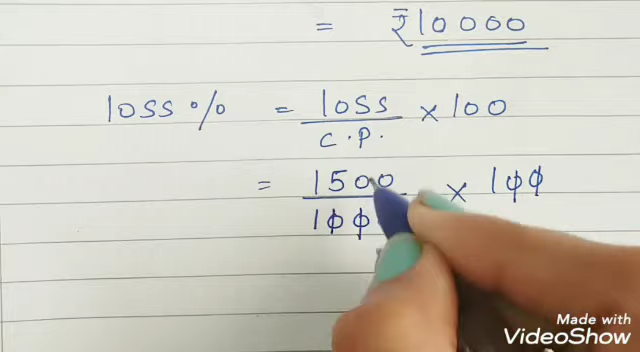 = ₹10000
loss % = loss / C.P. × 100
= 1500 / 100 × 100
Made with
VideoShow